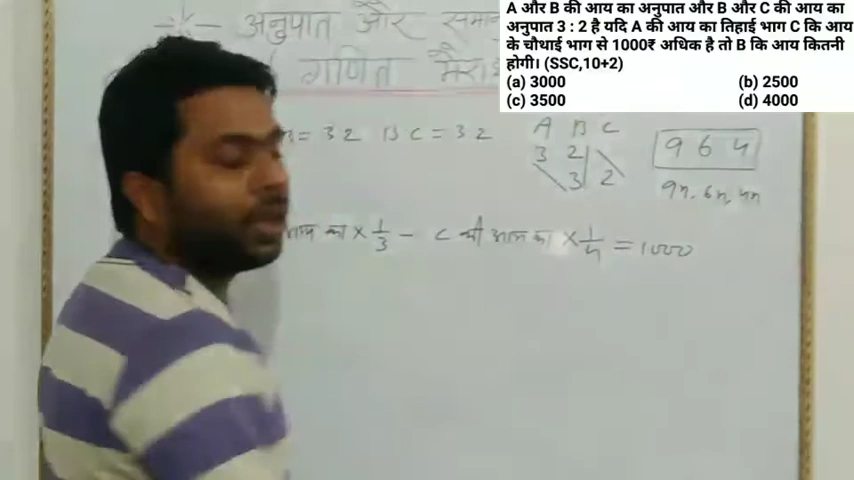 A और B की आय का अनुपात और B और C की आय का
अनुपात 3 : 2 है यदि A की आय का तिहाई भाग C कि आय
के चौथाई भाग से 1000₹ अधिक है तो B कि आय कितनी
होगी। (SSC,10+2)
(a) 3000 (b) 2500
(c) 3500 (d) 4000
अनुपात और
गणित
= 3 2 B C = 3 2
A B C
3 2
3 2
9 6 4
9x, 6x, 4x
का × 1/3 - C की आय का × 1/4 = 1000